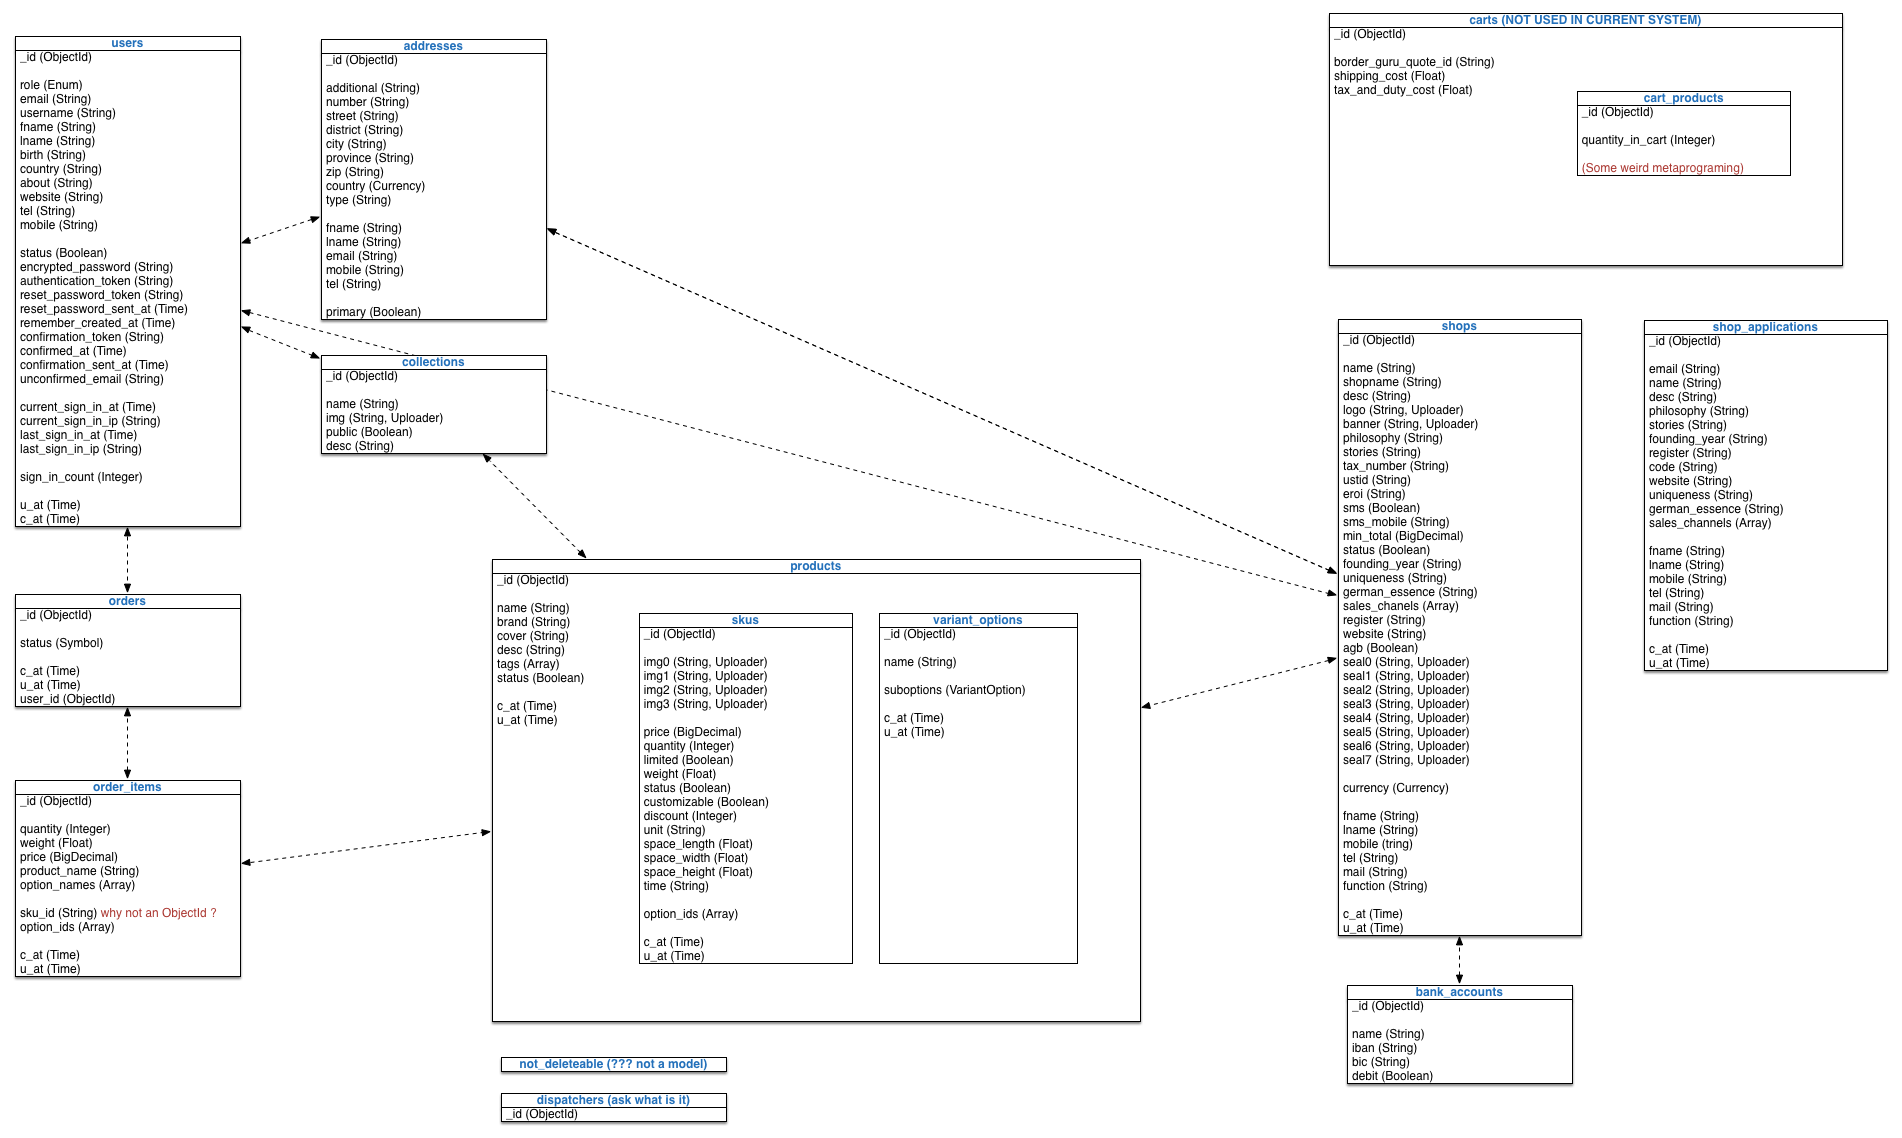 users
_id (ObjectId)
role (Enum)
email (String)
username (String)
fname (String)
lname (String)
birth (String)
country (String)
about (String)
website (String)
tel (String)
mobile (String)
status (Boolean)
encrypted_password (String)
authentication_token (String)
reset_password_token (String)
reset_password_sent_at (Time)
remember_created_at (Time)
confirmation_token (String)
confirmed_at (Time)
confirmation_sent_at (Time)
unconfirmed_email (String)
current_sign_in_at (Time)
current_sign_in_ip (String)
last_sign_in_at (Time)
last_sign_in_ip (String)
sign_in_count (Integer)
u_at (Time)
c_at (Time)
addresses
_id (ObjectId)
additional (String)
number (String)
street (String)
district (String)
city (String)
province (String)
zip (String)
country (Currency)
type (String)
fname (String)
lname (String)
email (String)
mobile (String)
tel (String)
primary (Boolean)
collections
_id (ObjectId)
name (String)
img (String, Uploader)
public (Boolean)
desc (String)
orders
_id (ObjectId)
status (Symbol)
c_at (Time)
u_at (Time)
user_id (ObjectId)
order_items
_id (ObjectId)
quantity (Integer)
weight (Float)
price (BigDecimal)
product_name (String)
option_names (Array)
sku_id (String) why not an ObjectId ?
option_ids (Array)
c_at (Time)
u_at (Time)
products
_id (ObjectId)
name (String)
brand (String)
cover (String)
desc (String)
tags (Array)
status (Boolean)
c_at (Time)
u_at (Time)
skus
_id (ObjectId)
img0 (String, Uploader)
img1 (String, Uploader)
img2 (String, Uploader)
img3 (String, Uploader)
price (BigDecimal)
quantity (Integer)
limited (Boolean)
weight (Float)
status (Boolean)
customizable (Boolean)
discount (Integer)
unit (String)
space_length (Float)
space_width (Float)
space_height (Float)
time (String)
option_ids (Array)
c_at (Time)
u_at (Time)
variant_options
_id (ObjectId)
name (String)
suboptions (VariantOption)
c_at (Time)
u_at (Time)
not_deleteable (??? not a model)
dispatchers (ask what is it)
_id (ObjectId)
carts (NOT USED IN CURRENT SYSTEM)
_id (ObjectId)
border_guru_quote_id (String)
shipping_cost (Float)
tax_and_duty_cost (Float)
cart_products
_id (ObjectId)
quantity_in_cart (Integer)
(Some weird metaprograming)
shops
_id (ObjectId)
name (String)
shopname (String)
desc (String)
logo (String, Uploader)
banner (String, Uploader)
philosophy (String)
stories (String)
tax_number (String)
ustid (String)
eroi (String)
sms (Boolean)
sms_mobile (String)
min_total (BigDecimal)
status (Boolean)
founding_year (String)
uniqueness (String)
german_essence (String)
sales_chanels (Array)
register (String)
website (String)
agb (Boolean)
seal0 (String, Uploader)
seal1 (String, Uploader)
seal2 (String, Uploader)
seal3 (String, Uploader)
seal4 (String, Uploader)
seal5 (String, Uploader)
seal6 (String, Uploader)
seal7 (String, Uploader)
currency (Currency)
fname (String)
lname (String)
mobile (tring)
tel (String)
mail (String)
function (String)
c_at (Time)
u_at (Time)
shop_applications
_id (ObjectId)
email (String)
name (String)
desc (String)
philosophy (String)
stories (String)
founding_year (String)
register (String)
code (String)
website (String)
uniqueness (String)
german_essence (String)
sales_channels (Array)
fname (String)
lname (String)
mobile (String)
tel (String)
mail (String)
function (String)
c_at (Time)
u_at (Time)
bank_accounts
_id (ObjectId)
name (String)
iban (String)
bic (String)
debit (Boolean)